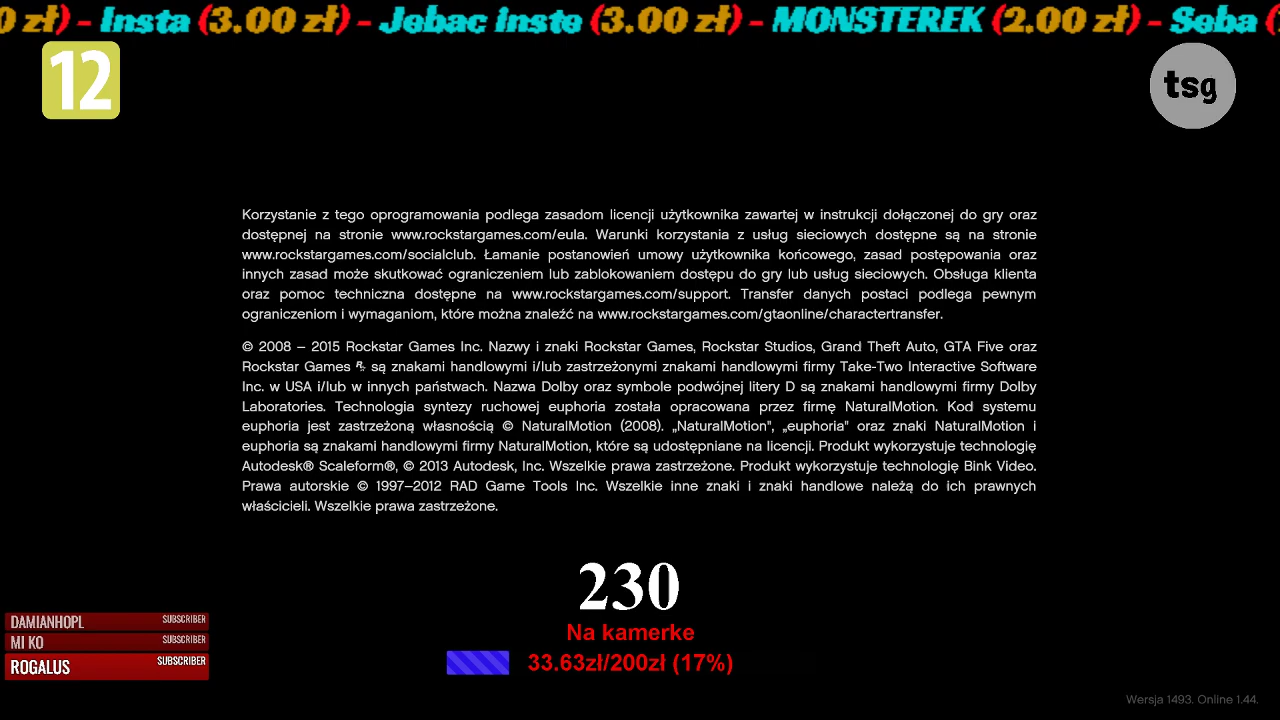 0 zł) - Insta (3.00 zł) - Jebac inste (3.00 zł) - MONSTEREK (2.00 zł) - Seba (
12
tsg
Korzystanie z tego oprogramowania podlega zasadom licencji użytkownika zawartej w instrukcji dołączonej do gry oraz
dostępnej na stronie www.rockstargames.com/eula. Warunki korzystania z usług sieciowych dostępne są na stronie
www.rockstargames.com/socialclub. Łamanie postanowień umowy użytkownika końcowego, zasad postępowania oraz
innych zasad może skutkować ograniczeniem lub zablokowaniem dostępu do gry lub usług sieciowych. Obsługa klienta
oraz pomoc techniczna dostępne na www.rockstargames.com/support. Transfer danych postaci podlega pewnym
ograniczeniom i wymaganiom, które można znaleźć na www.rockstargames.com/gtaonline/charactertransfer.
© 2008 – 2015 Rockstar Games Inc. Nazwy i znaki Rockstar Games, Rockstar Studios, Grand Theft Auto, GTA Five oraz
Rockstar Games R* są znakami handlowymi i/lub zastrzeżonymi znakami handlowymi firmy Take-Two Interactive Software
Inc. w USA i/lub w innych państwach. Nazwa Dolby oraz symbole podwójnej litery D są znakami handlowymi firmy Dolby
Laboratories. Technologia syntezy ruchowej euphoria została opracowana przez firmę NaturalMotion. Kod systemu
euphoria jest zastrzeżoną własnością © NaturalMotion (2008). „NaturalMotion", „euphoria" oraz znaki NaturalMotion i
euphoria są znakami handlowymi firmy NaturalMotion, które są udostępniane na licencji. Produkt wykorzystuje technologię
Autodesk® Scaleform®, © 2013 Autodesk, Inc. Wszelkie prawa zastrzeżone. Produkt wykorzystuje technologię Bink Video.
Prawa autorskie © 1997–2012 RAD Game Tools Inc. Wszelkie inne znaki i znaki handlowe należą do ich prawnych
właścicieli. Wszelkie prawa zastrzeżone.
230
Na kamerke
33.63zł/200zł (17%)
DAMIANHOPL SUBSCRIBER
MI KO SUBSCRIBER
ROGALUS SUBSCRIBER
Wersja 1493. Online 1.44.